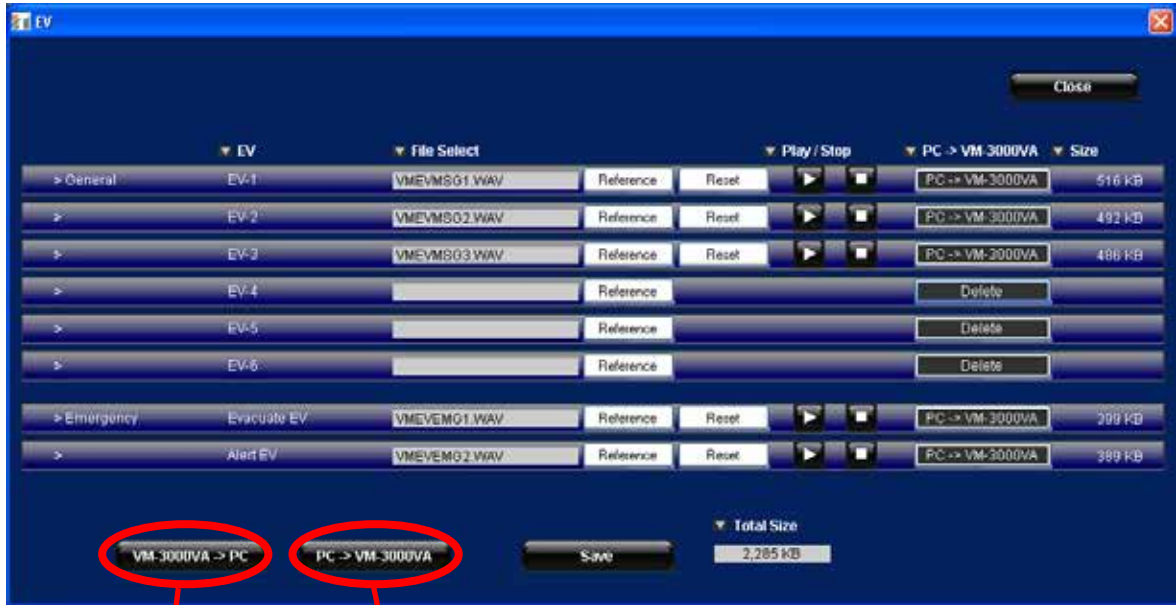 EV
Close
EV File Select Play / Stop PC -> VM-3000VA Size
> General EV-1 VMEVMSG1.WAV Reference Reset PC -> VM-3000VA 516 KB
> EV-2 VMEVMSG2.WAV Reference Reset PC -> VM-3000VA 492 KB
> EV-3 VMEVMSG3.WAV Reference Reset PC -> VM-3000VA 486 KB
> EV-4 Reference Delete
> EV-5 Reference Delete
> EV-6 Reference Delete
> Emergency Evacuate EV VMEVEMG1.WAV Reference Reset PC -> VM-3000VA 399 KB
> Alert EV VMEVEMG2.WAV Reference Reset PC -> VM-3000VA 389 KB
Total Size
VM-3000VA -> PC PC -> VM-3000VA Save 2,285 KB